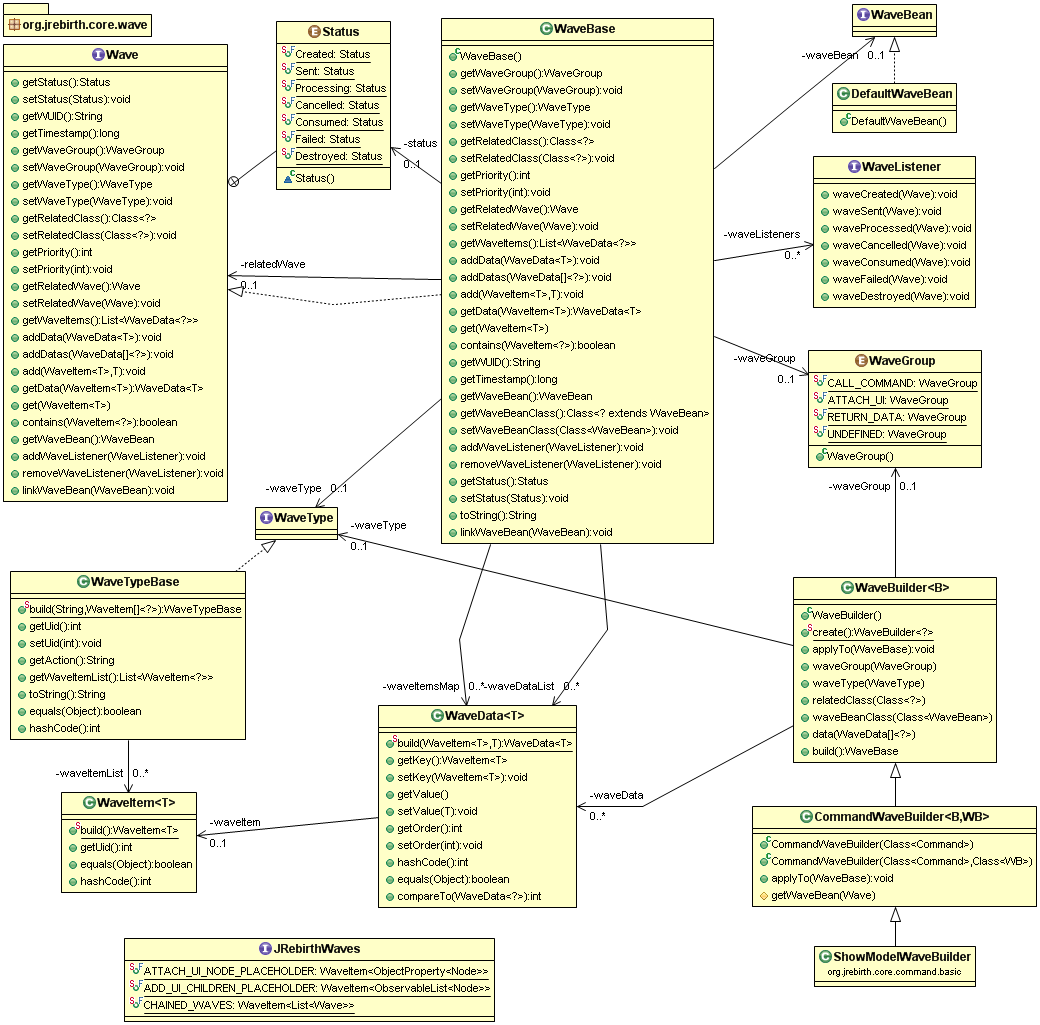 org.jrebirth.core.wave
Wave
getStatus():Status
setStatus(Status):void
getWUID():String
getTimestamp():long
getWaveGroup():WaveGroup
setWaveGroup(WaveGroup):void
getWaveType():WaveType
setWaveType(WaveType):void
getRelatedClass():Class<?>
setRelatedClass(Class<?>):void
getPriority():int
setPriority(int):void
getRelatedWave():Wave
setRelatedWave(Wave):void
getWaveItems():List<WaveData<?>>
addData(WaveData<T>):void
addDatas(WaveData[]<?>):void
add(WaveItem<T>,T):void
getData(WaveItem<T>):WaveData<T>
get(WaveItem<T>)
contains(WaveItem<?>):boolean
getWaveBean():WaveBean
addWaveListener(WaveListener):void
removeWaveListener(WaveListener):void
linkWaveBean(WaveBean):void
Status
Created: Status
Sent: Status
Processing: Status
Cancelled: Status
Consumed: Status
Failed: Status
Destroyed: Status
Status()
-status
0..1
-relatedWave
0..1
WaveBase
WaveBase()
getWaveGroup():WaveGroup
setWaveGroup(WaveGroup):void
getWaveType():WaveType
setWaveType(WaveType):void
getRelatedClass():Class<?>
setRelatedClass(Class<?>):void
getPriority():int
setPriority(int):void
getRelatedWave():Wave
setRelatedWave(Wave):void
getWaveItems():List<WaveData<?>>
addData(WaveData<T>):void
addDatas(WaveData[]<?>):void
add(WaveItem<T>,T):void
getData(WaveItem<T>):WaveData<T>
get(WaveItem<T>)
contains(WaveItem<?>):boolean
getWUID():String
getTimestamp():long
getWaveBean():WaveBean
getWaveBeanClass():Class<? extends WaveBean>
setWaveBeanClass(Class<WaveBean>):void
addWaveListener(WaveListener):void
removeWaveListener(WaveListener):void
getStatus():Status
setStatus(Status):void
toString():String
linkWaveBean(WaveBean):void
WaveBean
-waveBean 0..1
DefaultWaveBean
DefaultWaveBean()
WaveListener
waveCreated(Wave):void
waveSent(Wave):void
waveProcessed(Wave):void
waveCancelled(Wave):void
waveConsumed(Wave):void
waveFailed(Wave):void
waveDestroyed(Wave):void
-waveListeners
0..*
-waveGroup
0..1
WaveGroup
CALL_COMMAND: WaveGroup
ATTACH_UI: WaveGroup
RETURN_DATA: WaveGroup
UNDEFINED: WaveGroup
WaveGroup()
-waveGroup 0..1
-waveType 0..1
WaveType
-waveType
0..1
WaveTypeBase
build(String,WaveItem[]<?>):WaveTypeBase
getUid():int
setUid(int):void
getAction():String
getWaveItemList():List<WaveItem<?>>
toString():String
equals(Object):boolean
hashCode():int
-waveItemList 0..*
WaveItem<T>
build():WaveItem<T>
getUid():int
equals(Object):boolean
hashCode():int
-waveItem
0..1
-waveItemsMap 0..*
-waveDataList 0..*
WaveData<T>
build(WaveItem<T>,T):WaveData<T>
getKey():WaveItem<T>
setKey(WaveItem<T>):void
getValue()
setValue(T):void
getOrder():int
setOrder(int):void
hashCode():int
equals(Object):boolean
compareTo(WaveData<?>):int
-waveData
0..*
WaveBuilder<B>
WaveBuilder()
create():WaveBuilder<?>
applyTo(WaveBase):void
waveGroup(WaveGroup)
waveType(WaveType)
relatedClass(Class<?>)
waveBeanClass(Class<WaveBean>)
data(WaveData[]<?>)
build():WaveBase
CommandWaveBuilder<B,WB>
CommandWaveBuilder(Class<Command>)
CommandWaveBuilder(Class<Command>,Class<WB>)
applyTo(WaveBase):void
getWaveBean(Wave)
ShowModelWaveBuilder
org.jrebirth.core.command.basic
JRebirthWaves
ATTACH_UI_NODE_PLACEHOLDER: WaveItem<ObjectProperty<Node>>
ADD_UI_CHILDREN_PLACEHOLDER: WaveItem<ObservableList<Node>>
CHAINED_WAVES: WaveItem<List<Wave>>